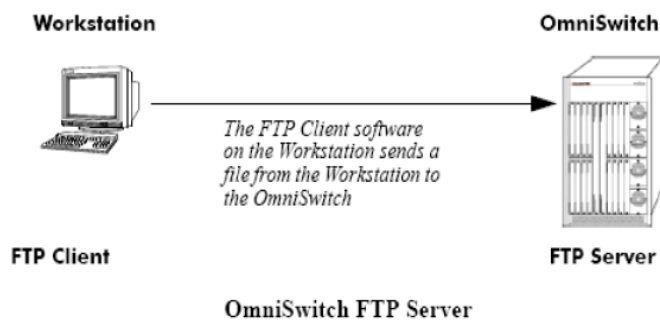 Workstation
OmniSwitch
The FTP Client software
on the Workstation sends a
file from the Workstation to
the OmniSwitch
FTP Client
FTP Server
OmniSwitch FTP Server